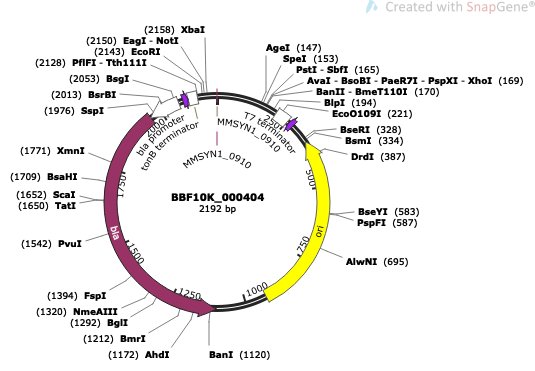 Created with SnapGene®
(2158) XbaI
(2150) EagI - NotI
(2143) EcoRI
(2128) PflFI - Tth111I
(2053) BsgI
(2013) BsrBI
(1976) SspI
(1771) XmnI
(1709) BsaHI
(1652) ScaI
(1650) TatI
(1542) PvuI
(1394) FspI
(1320) NmeAIII
(1292) BglI
(1212) BmrI
(1172) AhdI
BanI (1120)
AgeI (147)
SpeI (153)
PstI - SbfI (165)
AvaI - BsoBI - PaeR7I - PspXI - XhoI (169)
BanII - BmeT110I (170)
BlpI (194)
EcoO109I (221)
BseRI (328)
BsmI (334)
DrdI (387)
BseYI (583)
PspFI (587)
AlwNI (695)
bla promoter
tonB terminator
MMSYN1_0910
MMSYN1_0910
T7 terminator
BBF10K_000404
2192 bp
bla
ori
250
500
750
1000
1250
1500
1750
2000